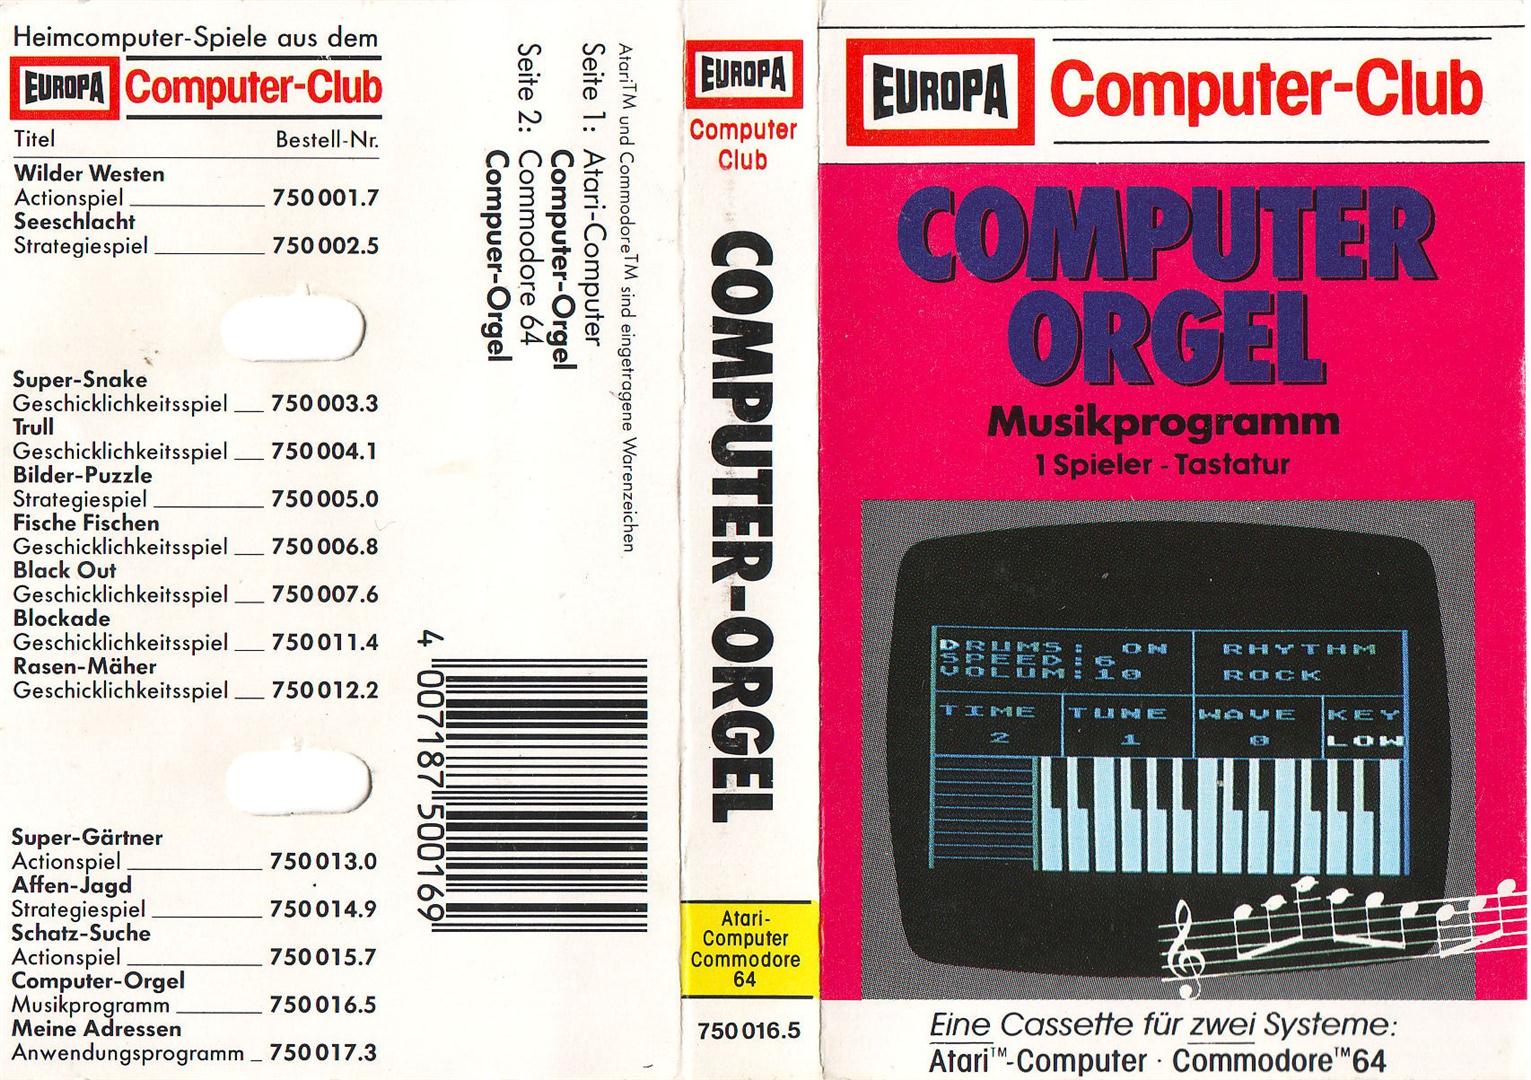 Heimcomputer-Spiele aus dem
EUROPA Computer-Club
Titel Bestell-Nr.
Wilder Westen
Actionspiel 750 001.7
Seeschlacht
Strategiespiel 750 002.5
Super-Snake
Geschicklichkeitsspiel 750 003.3
Trull
Geschicklichkeitsspiel 750 004.1
Bilder-Puzzle
Strategiespiel 750 005.0
Fische Fischen
Geschicklichkeitsspiel 750 006.8
Black Out
Geschicklichkeitsspiel 750 007.6
Blockade
Geschicklichkeitsspiel 750 011.4
Rasen-Mäher
Geschicklichkeitsspiel 750 012.2
Super-Gärtner
Actionspiel 750 013.0
Affen-Jagd
Strategiespiel 750 014.9
Schatz-Suche
Actionspiel 750 015.7
Computer-Orgel
Musikprogramm 750 016.5
Meine Adressen
Anwendungsprogramm 750 017.3
Atari™ und Commodore™ sind eingetragene Warenzeichen
Seite 1: Atari-Computer
Computer-Orgel
Seite 2: Commodore 64
Compuer-Orgel
4 007187 500169
EUROPA
Computer
Club
COMPUTER-ORGEL
Atari-
Computer
Commodore
64
750 016.5
EUROPA Computer-Club
COMPUTER
ORGEL
Musikprogramm
1 Spieler - Tastatur
DRUMS: ON RHYTHM
SPEED:6
VOLUM:10 ROCK
TIME TUNE WAVE KEY
2 1 0 LOW
Eine Cassette für zwei Systeme:
Atari™-Computer · Commodore™64